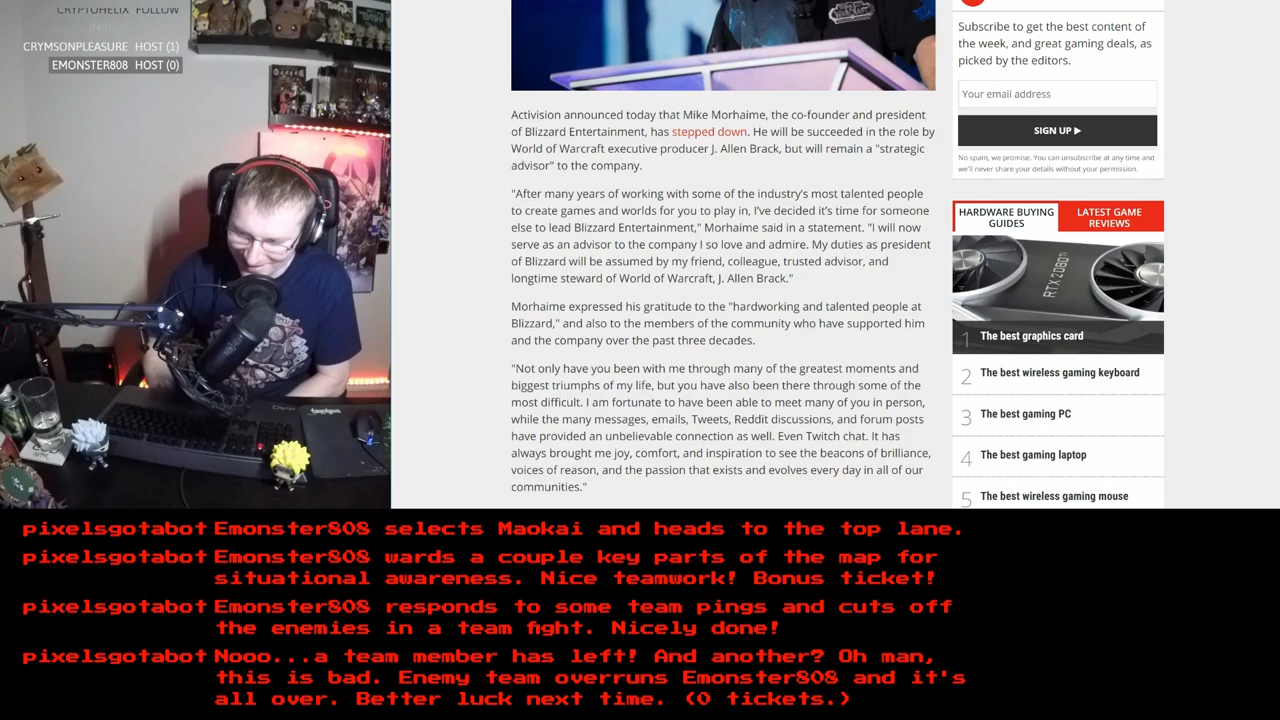 CRYPTOHELIX FOLLOW
CRYMSONPLEASURE HOST (1)
EMONSTER808 HOST (0)
Activision announced today that Mike Morhaime, the co-founder and president
of Blizzard Entertainment, has stepped down. He will be succeeded in the role by
World of Warcraft executive producer J. Allen Brack, but will remain a "strategic
advisor" to the company.
"After many years of working with some of the industry's most talented people
to create games and worlds for you to play in, I've decided it's time for someone
else to lead Blizzard Entertainment," Morhaime said in a statement. "I will now
serve as an advisor to the company I so love and admire. My duties as president
of Blizzard will be assumed by my friend, colleague, trusted advisor, and
longtime steward of World of Warcraft, J. Allen Brack."
Morhaime expressed his gratitude to the "hardworking and talented people at
Blizzard," and also to the members of the community who have supported him
and the company over the past three decades.
"Not only have you been with me through many of the greatest moments and
biggest triumphs of my life, but you have also been there through some of the
most difficult. I am fortunate to have been able to meet many of you in person,
while the many messages, emails, Tweets, Reddit discussions, and forum posts
have provided an unbelievable connection as well. Even Twitch chat. It has
always brought me joy, comfort, and inspiration to see the beacons of brilliance,
voices of reason, and the passion that exists and evolves every day in all of our
communities."
Subscribe to get the best content of
the week, and great gaming deals, as
picked by the editors.
Your email address
SIGN UP ▶
No spam, we promise. You can unsubscribe at any time and
we'll never share your details without your permission.
HARDWARE BUYING
GUIDES
LATEST GAME
REVIEWS
RTX 2080 Ti
1 The best graphics card
2 The best wireless gaming keyboard
3 The best gaming PC
4 The best gaming laptop
5 The best wireless gaming mouse
pixelsgotabot Emonster808 selects Maokai and heads to the top lane.
pixelsgotabot Emonster808 wards a couple key parts of the map for
situational awareness. Nice teamwork! Bonus ticket!
pixelsgotabot Emonster808 responds to some team pings and cuts off
the enemies in a team fight. Nicely done!
pixelsgotabot Nooo...a team member has left! And another? Oh man,
this is bad. Enemy team overruns Emonster808 and it's
all over. Better luck next time. (0 tickets.)